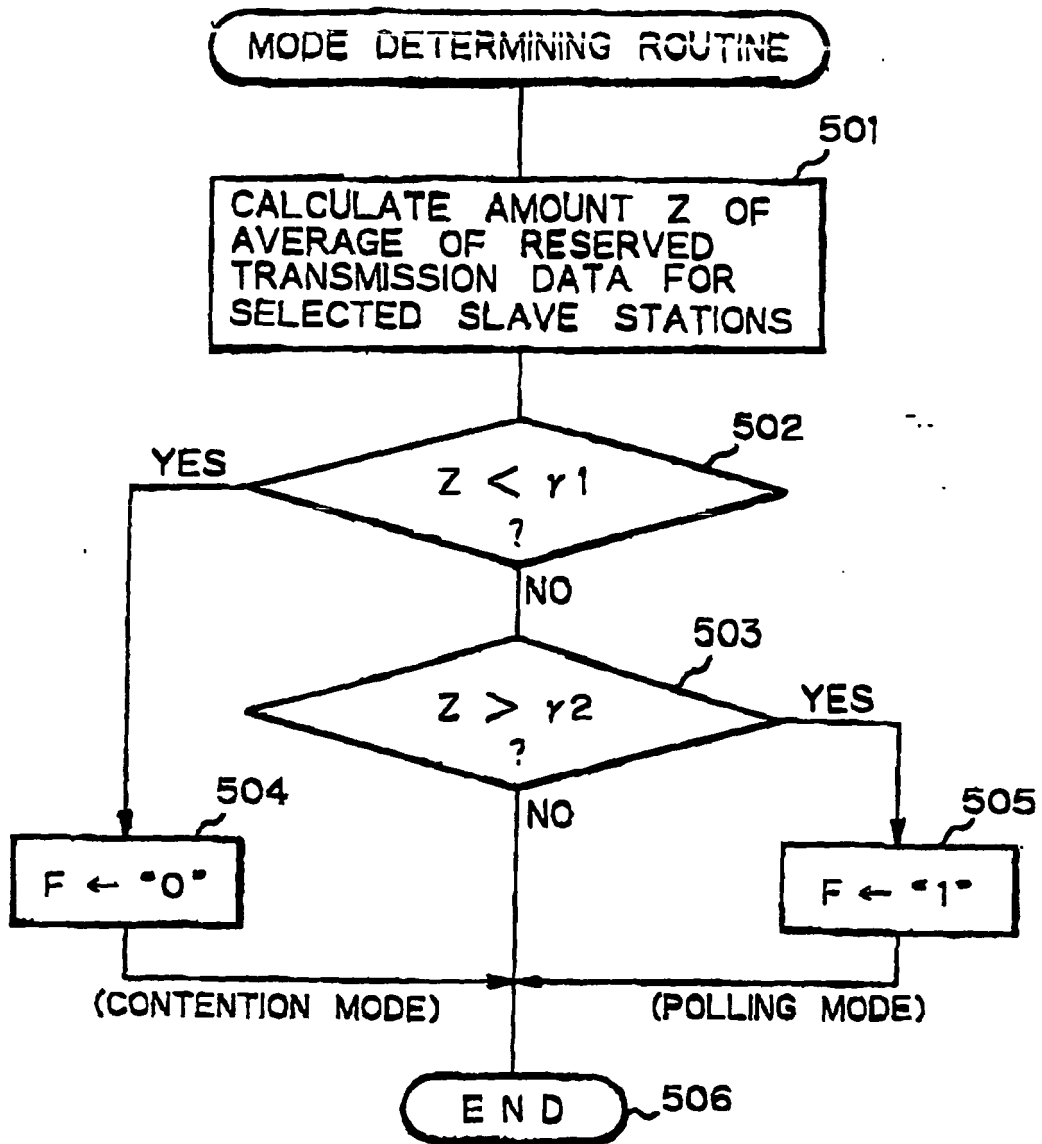 MODE DETERMINING ROUTINE
501
CALCULATE AMOUNT Z OF
AVERAGE OF RESERVED
TRANSMISSION DATA FOR
SELECTED SLAVE STATIONS
502
YES
Z < γ1
?
NO
503
YES
Z > γ2
?
NO
504
F ← "0"
505
F ← "1"
(CONTENTION MODE)
(POLLING MODE)
END
506